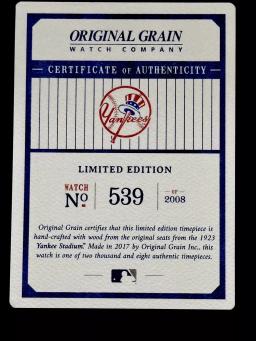 ORIGINAL GRAIN
WATCH COMPANY
CERTIFICATE OF AUTHENTICITY
Yankees
LIMITED EDITION
WATCH
No 539 OF
2008
Original Grain certifies that this limited edition timepiece is
hand-crafted with wood from the original seats from the 1923
Yankee Stadium.™ Made in 2017 by Original Grain Inc., this
watch is one of two thousand and eight authentic timepieces.